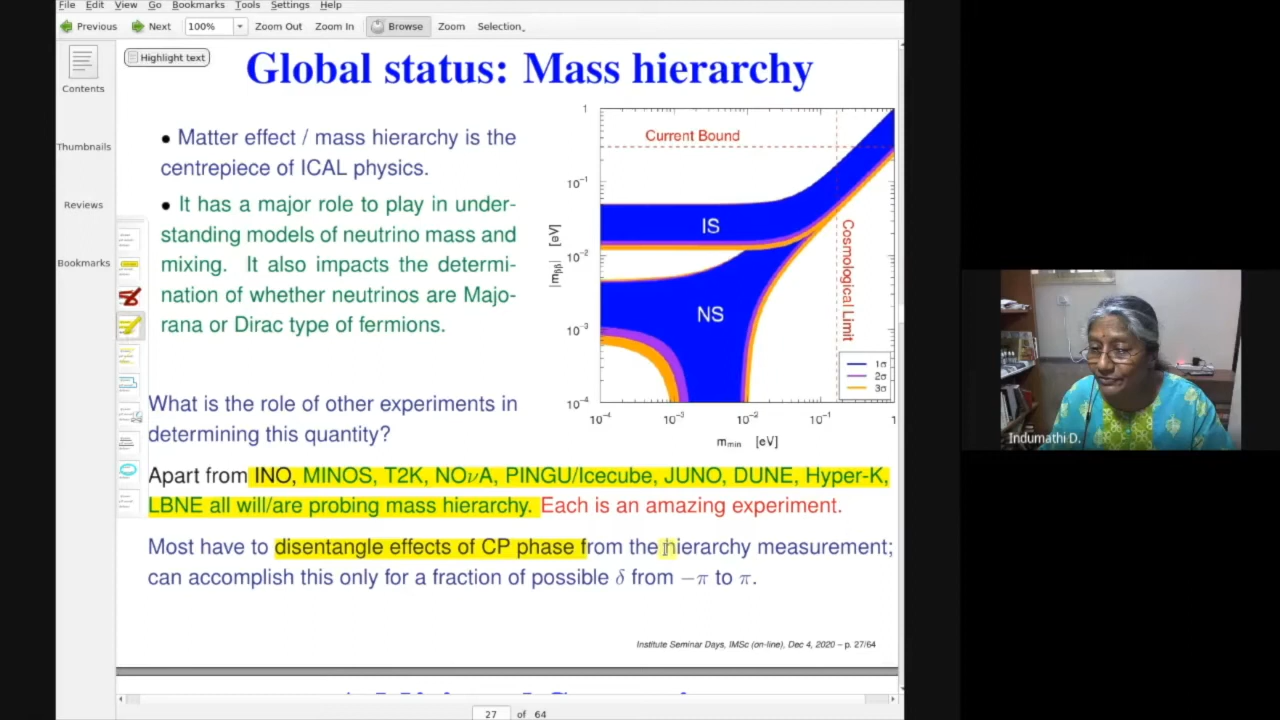 File Edit View Go Bookmarks Tools Settings Help
Previous Next 100% Zoom Out Zoom In Browse Zoom Selection
Contents
Thumbnails
Reviews
Bookmarks
Highlight text
Global status: Mass hierarchy
• Matter effect / mass hierarchy is the
centrepiece of ICAL physics.
• It has a major role to play in under-
standing models of neutrino mass and
mixing. It also impacts the determi-
nation of whether neutrinos are Majo-
rana or Dirac type of fermions.
1
10⁻¹
10⁻²
10⁻³
10⁻⁴
|mββ| [eV]
Current Bound
IS
NS
Cosmological Limit
1σ
2σ
3σ
10⁻⁴ 10⁻³ 10⁻² 10⁻¹ 1
mmin [eV]
What is the role of other experiments in
determining this quantity?
Apart from INO, MINOS, T2K, NOνA, PINGU/Icecube, JUNO, DUNE, Hyper-K,
LBNE all will/are probing mass hierarchy. Each is an amazing experiment.
Most have to disentangle effects of CP phase from the hierarchy measurement;
can accomplish this only for a fraction of possible δ from −π to π.
Institute Seminar Days, IMSc (on-line), Dec 4, 2020 – p. 27/64
27 of 64
Indumathi D.